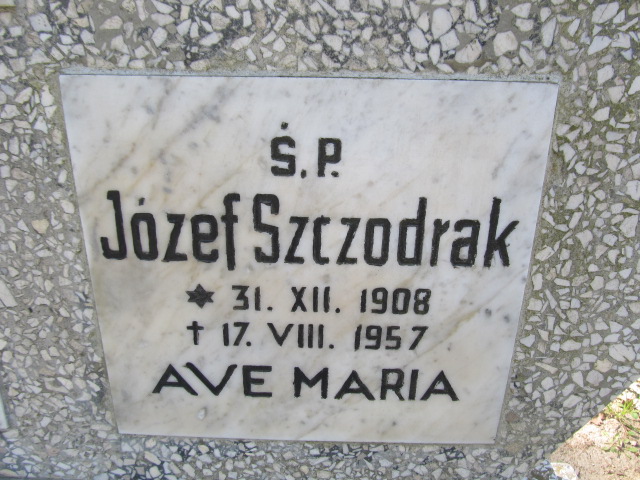 Ś.P.
Józef Szczodrak
✶ 31. XII. 1908
† 17. VIII. 1957
AVE MARIA